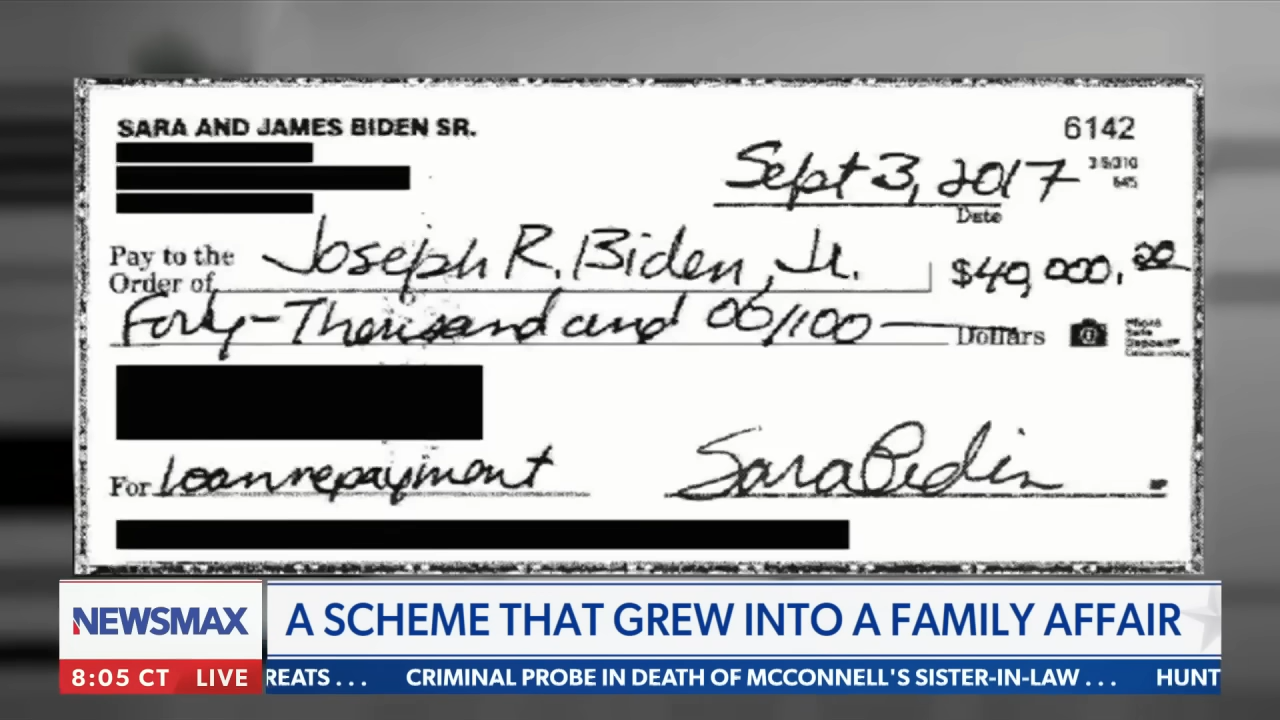 SARA AND JAMES BIDEN SR.
6142
Sept 3, 2017
Date
Pay to the
Order of
Joseph R. Biden, Jr.
$40,000.
Forty-Thousand and 00/100
Dollars
For Loan repayment
Sara Biden
NEWSMAX
A SCHEME THAT GREW INTO A FAMILY AFFAIR
8:05 CT LIVE
REATS . . . CRIMINAL PROBE IN DEATH OF MCCONNELL'S SISTER-IN-LAW . . . HUNT